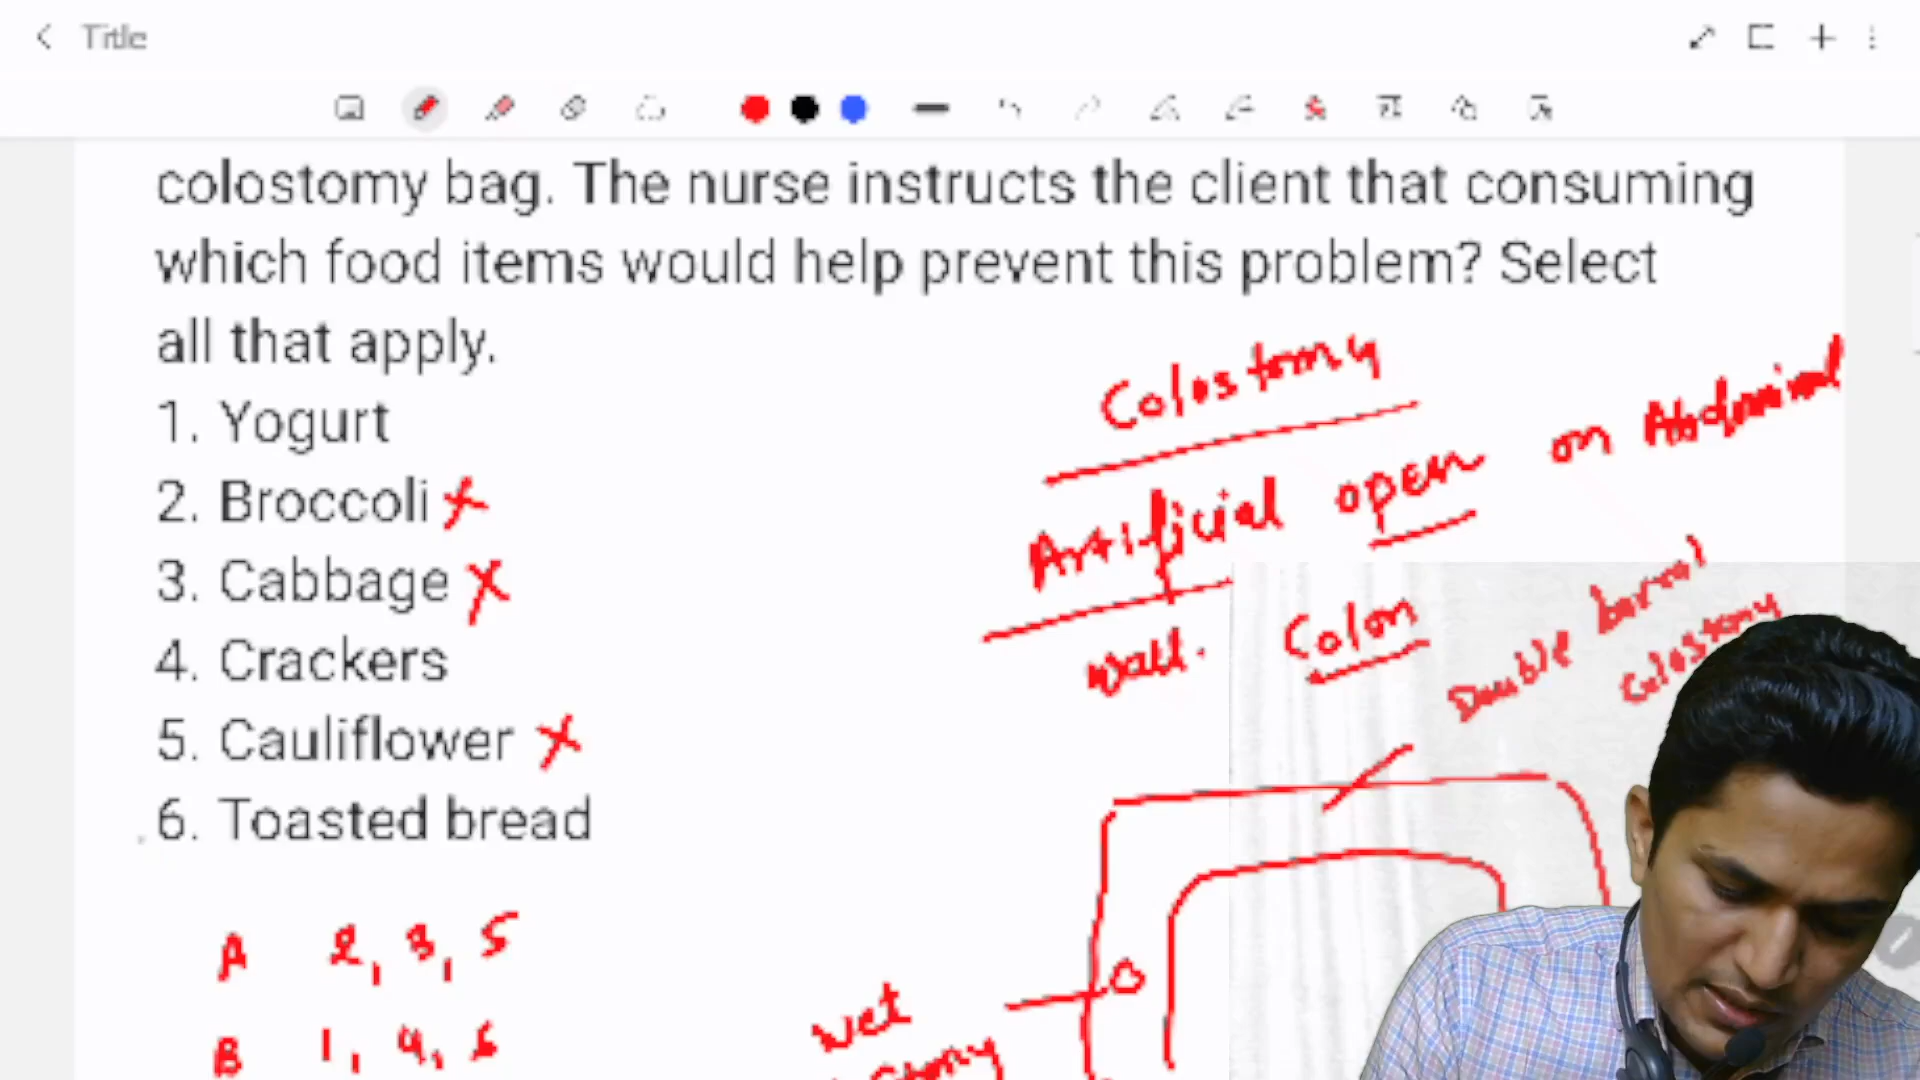 Title
colostomy bag. The nurse instructs the client that consuming
which food items would help prevent this problem? Select
all that apply.
1. Yogurt
2. Broccoli x
3. Cabbage x
4. Crackers
5. Cauliflower x
6. Toasted bread
Colostomy
Artificial open on Abdominal
wall. Colon
Double barral
Colostomy
A 2, 3, 5
B 1, 4, 6
wet